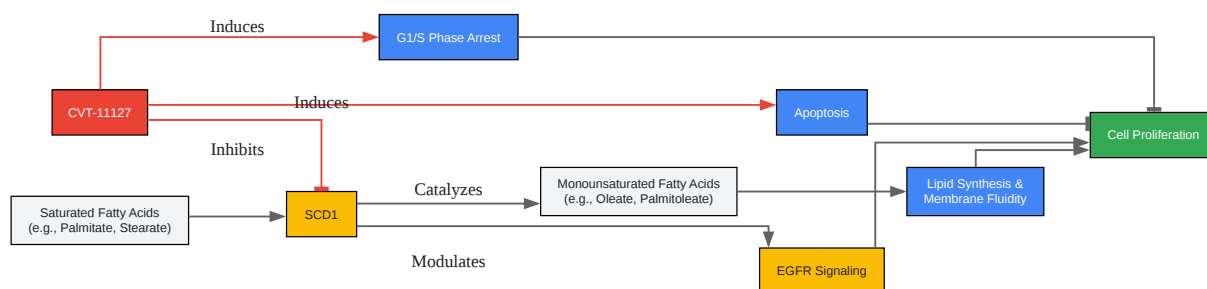 Induces
G1/S Phase Arrest
CVT-11127
Induces
Apoptosis
Cell Proliferation
Inhibits
Saturated Fatty Acids
(e.g., Palmitate, Stearate)
SCD1
Catalyzes
Monounsaturated Fatty Acids
(e.g., Oleate, Palmitoleate)
Lipid Synthesis &
Membrane Fluidity
Modulates
EGFR Signaling